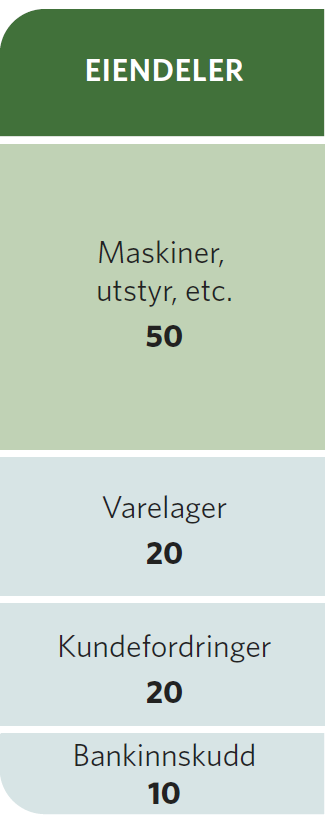 EIENDELER
Maskiner,
utstyr, etc.
50
Varelager
20
Kundefordringer
20
Bankinnskudd
10